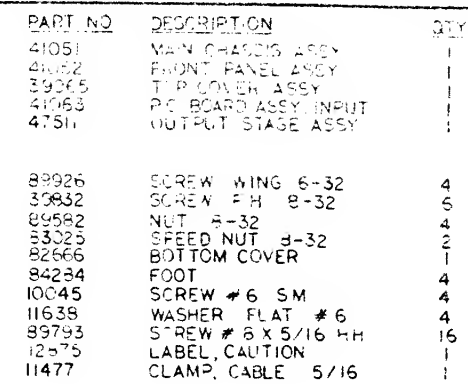 PART NO DESCRIPTION QTY
41051 MAIN CHASSIS ASSY 1
41052 FRONT PANEL ASSY 1
39065 TOP COVER ASSY 1
41063 PC BOARD ASSY, INPUT 1
47511 OUTPUT STAGE ASSY 1
89926 SCREW WING 6-32 4
39832 SCREW FH 8-32
89582 NUT 8-32 4
83025 SPEED NUT 8-32 2
82666 BOTTOM COVER 1
84284 FOOT 4
10045 SCREW #6 SM 4
11638 WASHER FLAT #6 4
89793 SCREW #8 X 5/16 HH 16
LABEL, CAUTION 1
11477 CLAMP, CABLE 5/16 1